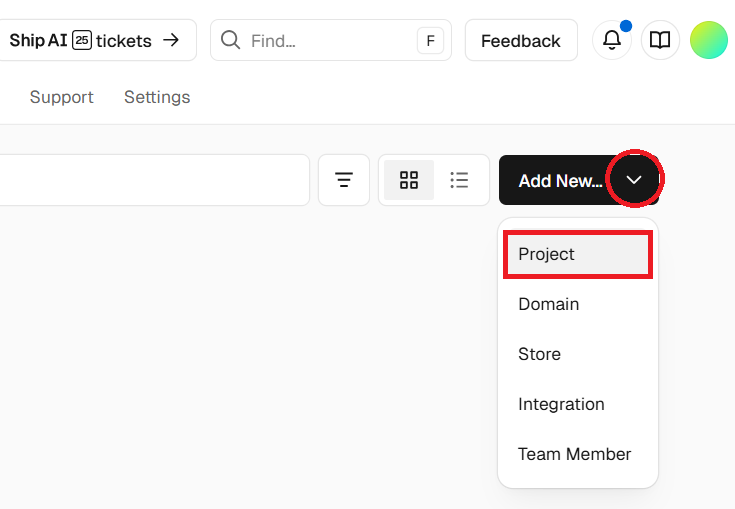 Ship AI 25 tickets →
Find...
F
Feedback
Support
Settings
Add New...
Project
Domain
Store
Integration
Team Member